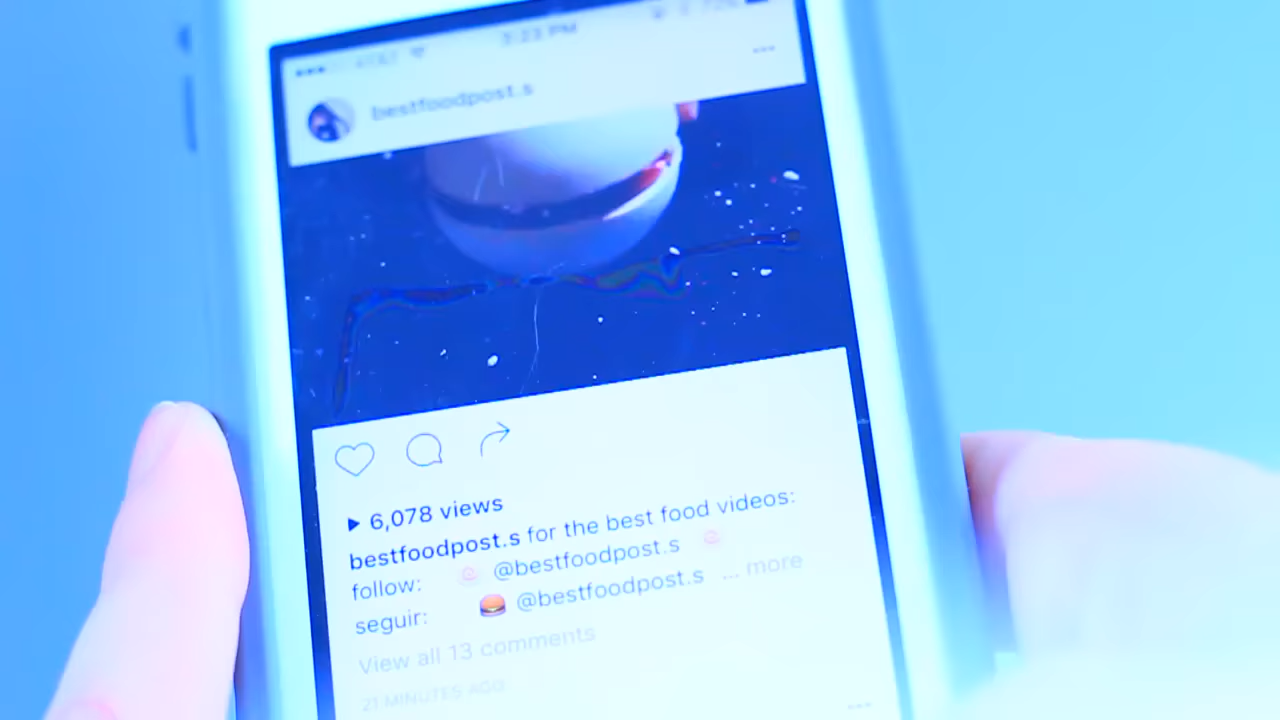 AT&T 3:23 PM
bestfoodpost.s
6,078 views
bestfoodpost.s for the best food videos:
follow: @bestfoodpost.s
seguir: @bestfoodpost.s ... more
View all 13 comments
21 MINUTES AGO